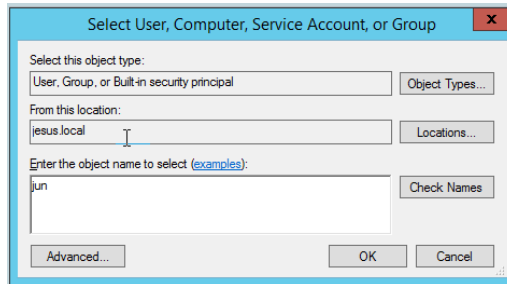 Select User, Computer, Service Account, or Group
x
Select this object type:
User, Group, or Built-in security principal
Object Types...
From this location:
jesus.local
Locations...
Enter the object name to select (examples):
jun
Check Names
Advanced...
OK
Cancel